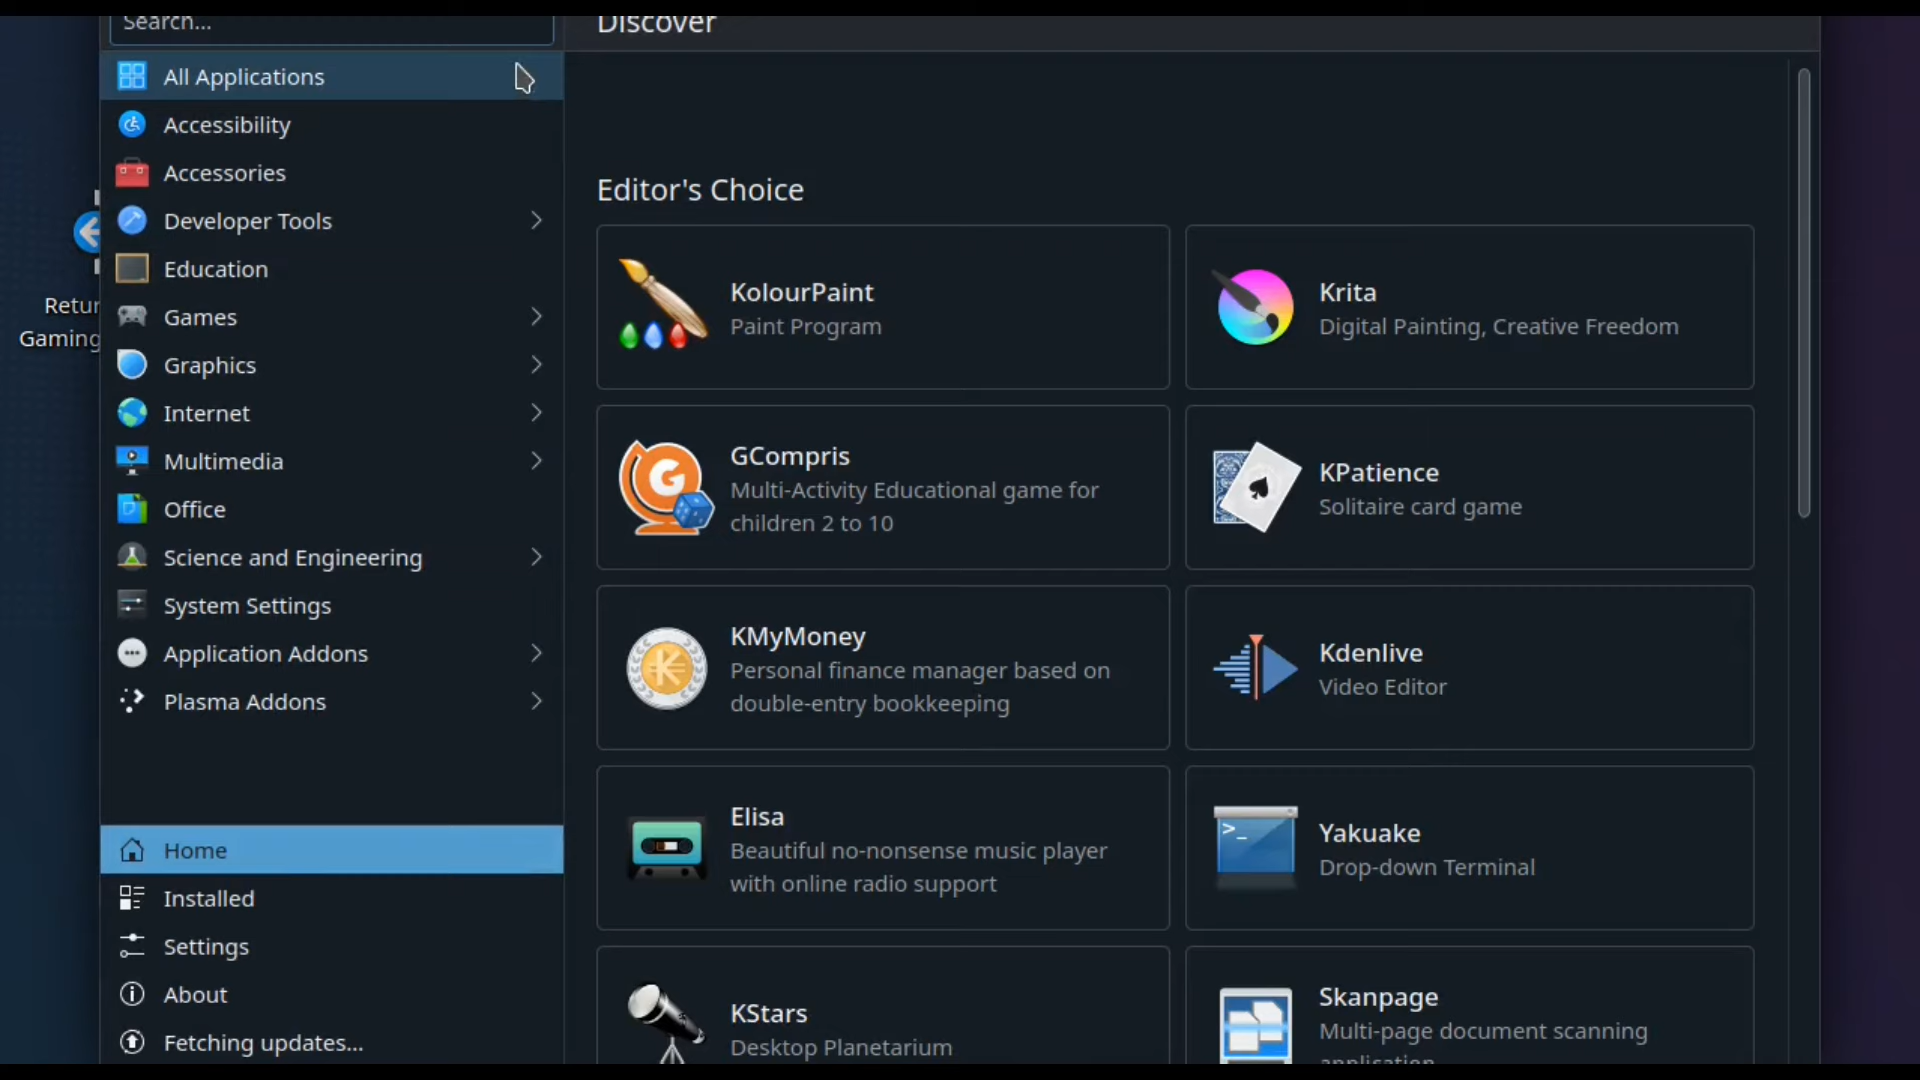 Search...
Discover
All Applications
Accessibility
Accessories
Developer Tools
Education
Games
Graphics
Internet
Multimedia
Office
Science and Engineering
System Settings
Application Addons
Plasma Addons
Home
Installed
Settings
About
Fetching updates...
Retur
Gaming
Editor's Choice
KolourPaint
Paint Program
Krita
Digital Painting, Creative Freedom
GCompris
Multi-Activity Educational game for
children 2 to 10
KPatience
Solitaire card game
KMyMoney
Personal finance manager based on
double-entry bookkeeping
Kdenlive
Video Editor
Elisa
Beautiful no-nonsense music player
with online radio support
Yakuake
Drop-down Terminal
KStars
Desktop Planetarium
Skanpage
Multi-page document scanning
application